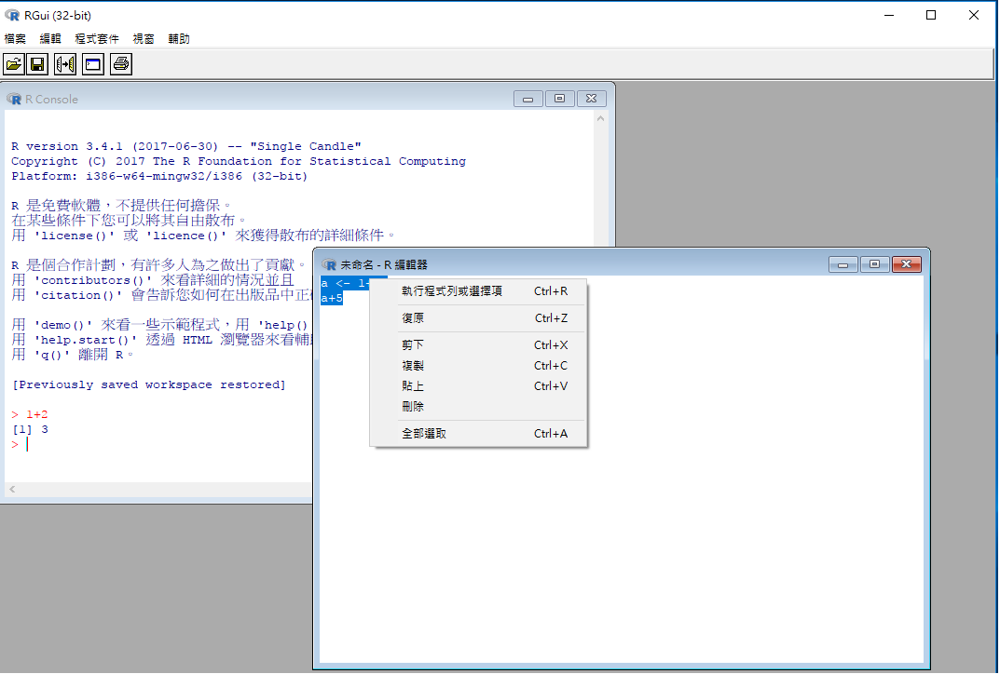 RGui (32-bit)
檔案 編輯 程式套件 視窗 輔助
R Console
R version 3.4.1 (2017-06-30) -- "Single Candle"
Copyright (C) 2017 The R Foundation for Statistical Computing
Platform: i386-w64-mingw32/i386 (32-bit)
R 是免費軟體，不提供任何擔保。
在某些條件下您可以將其自由散布。
用 'license()' 或 'licence()' 來獲得散布的詳細條件。
R 是個合作計劃，有許多人為之做出了貢獻。
用 'contributors()' 來看詳細的情況並且
用 'citation()' 會告訴您如何在出版品中正
用 'demo()' 來看一些示範程式，用 'help()
用 'help.start()' 透過 HTML 瀏覽器來看輔
用 'q()' 離開 R。
[Previously saved workspace restored]
> 1+2
[1] 3
>
未命名 - R 編輯器
a <- 1
a+5
執行程式列或選擇項 Ctrl+R
復原 Ctrl+Z
剪下 Ctrl+X
複製 Ctrl+C
貼上 Ctrl+V
刪除
全部選取 Ctrl+A